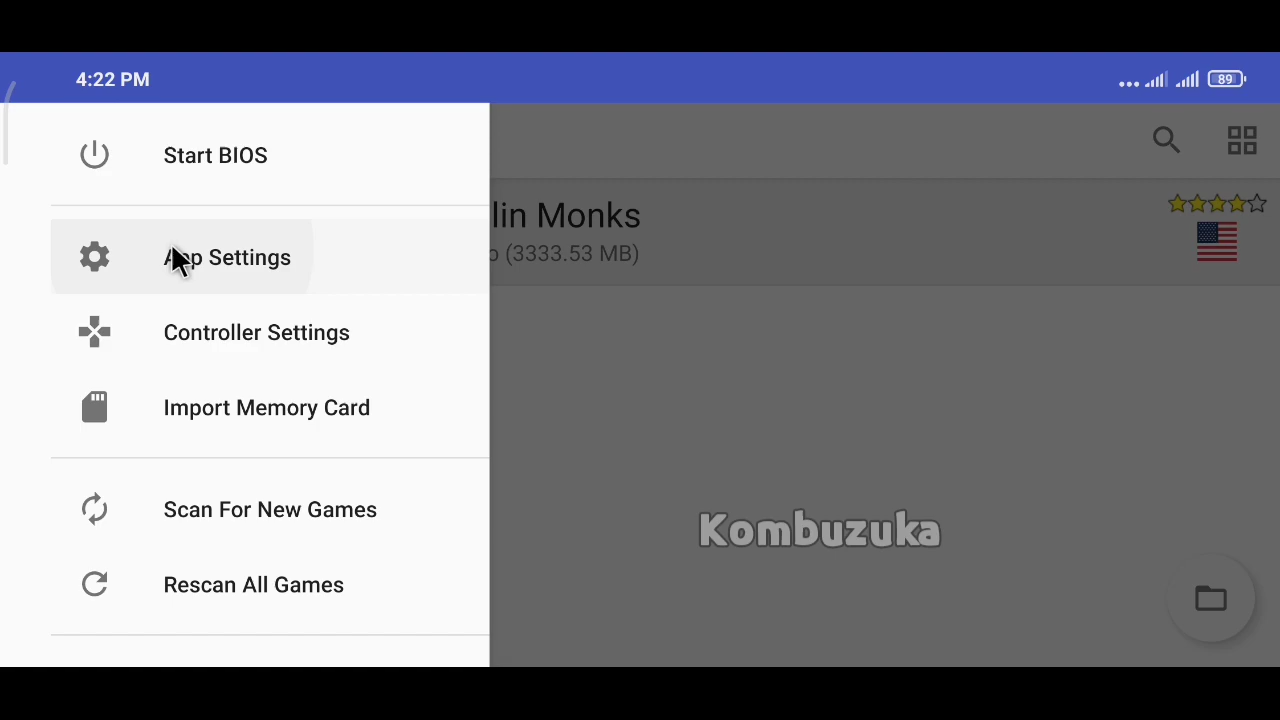 4:22 PM
89
Start BIOS
lin Monks
App Settings
o (3333.53 MB)
Controller Settings
Import Memory Card
Scan For New Games
Kombuzuka
Rescan All Games